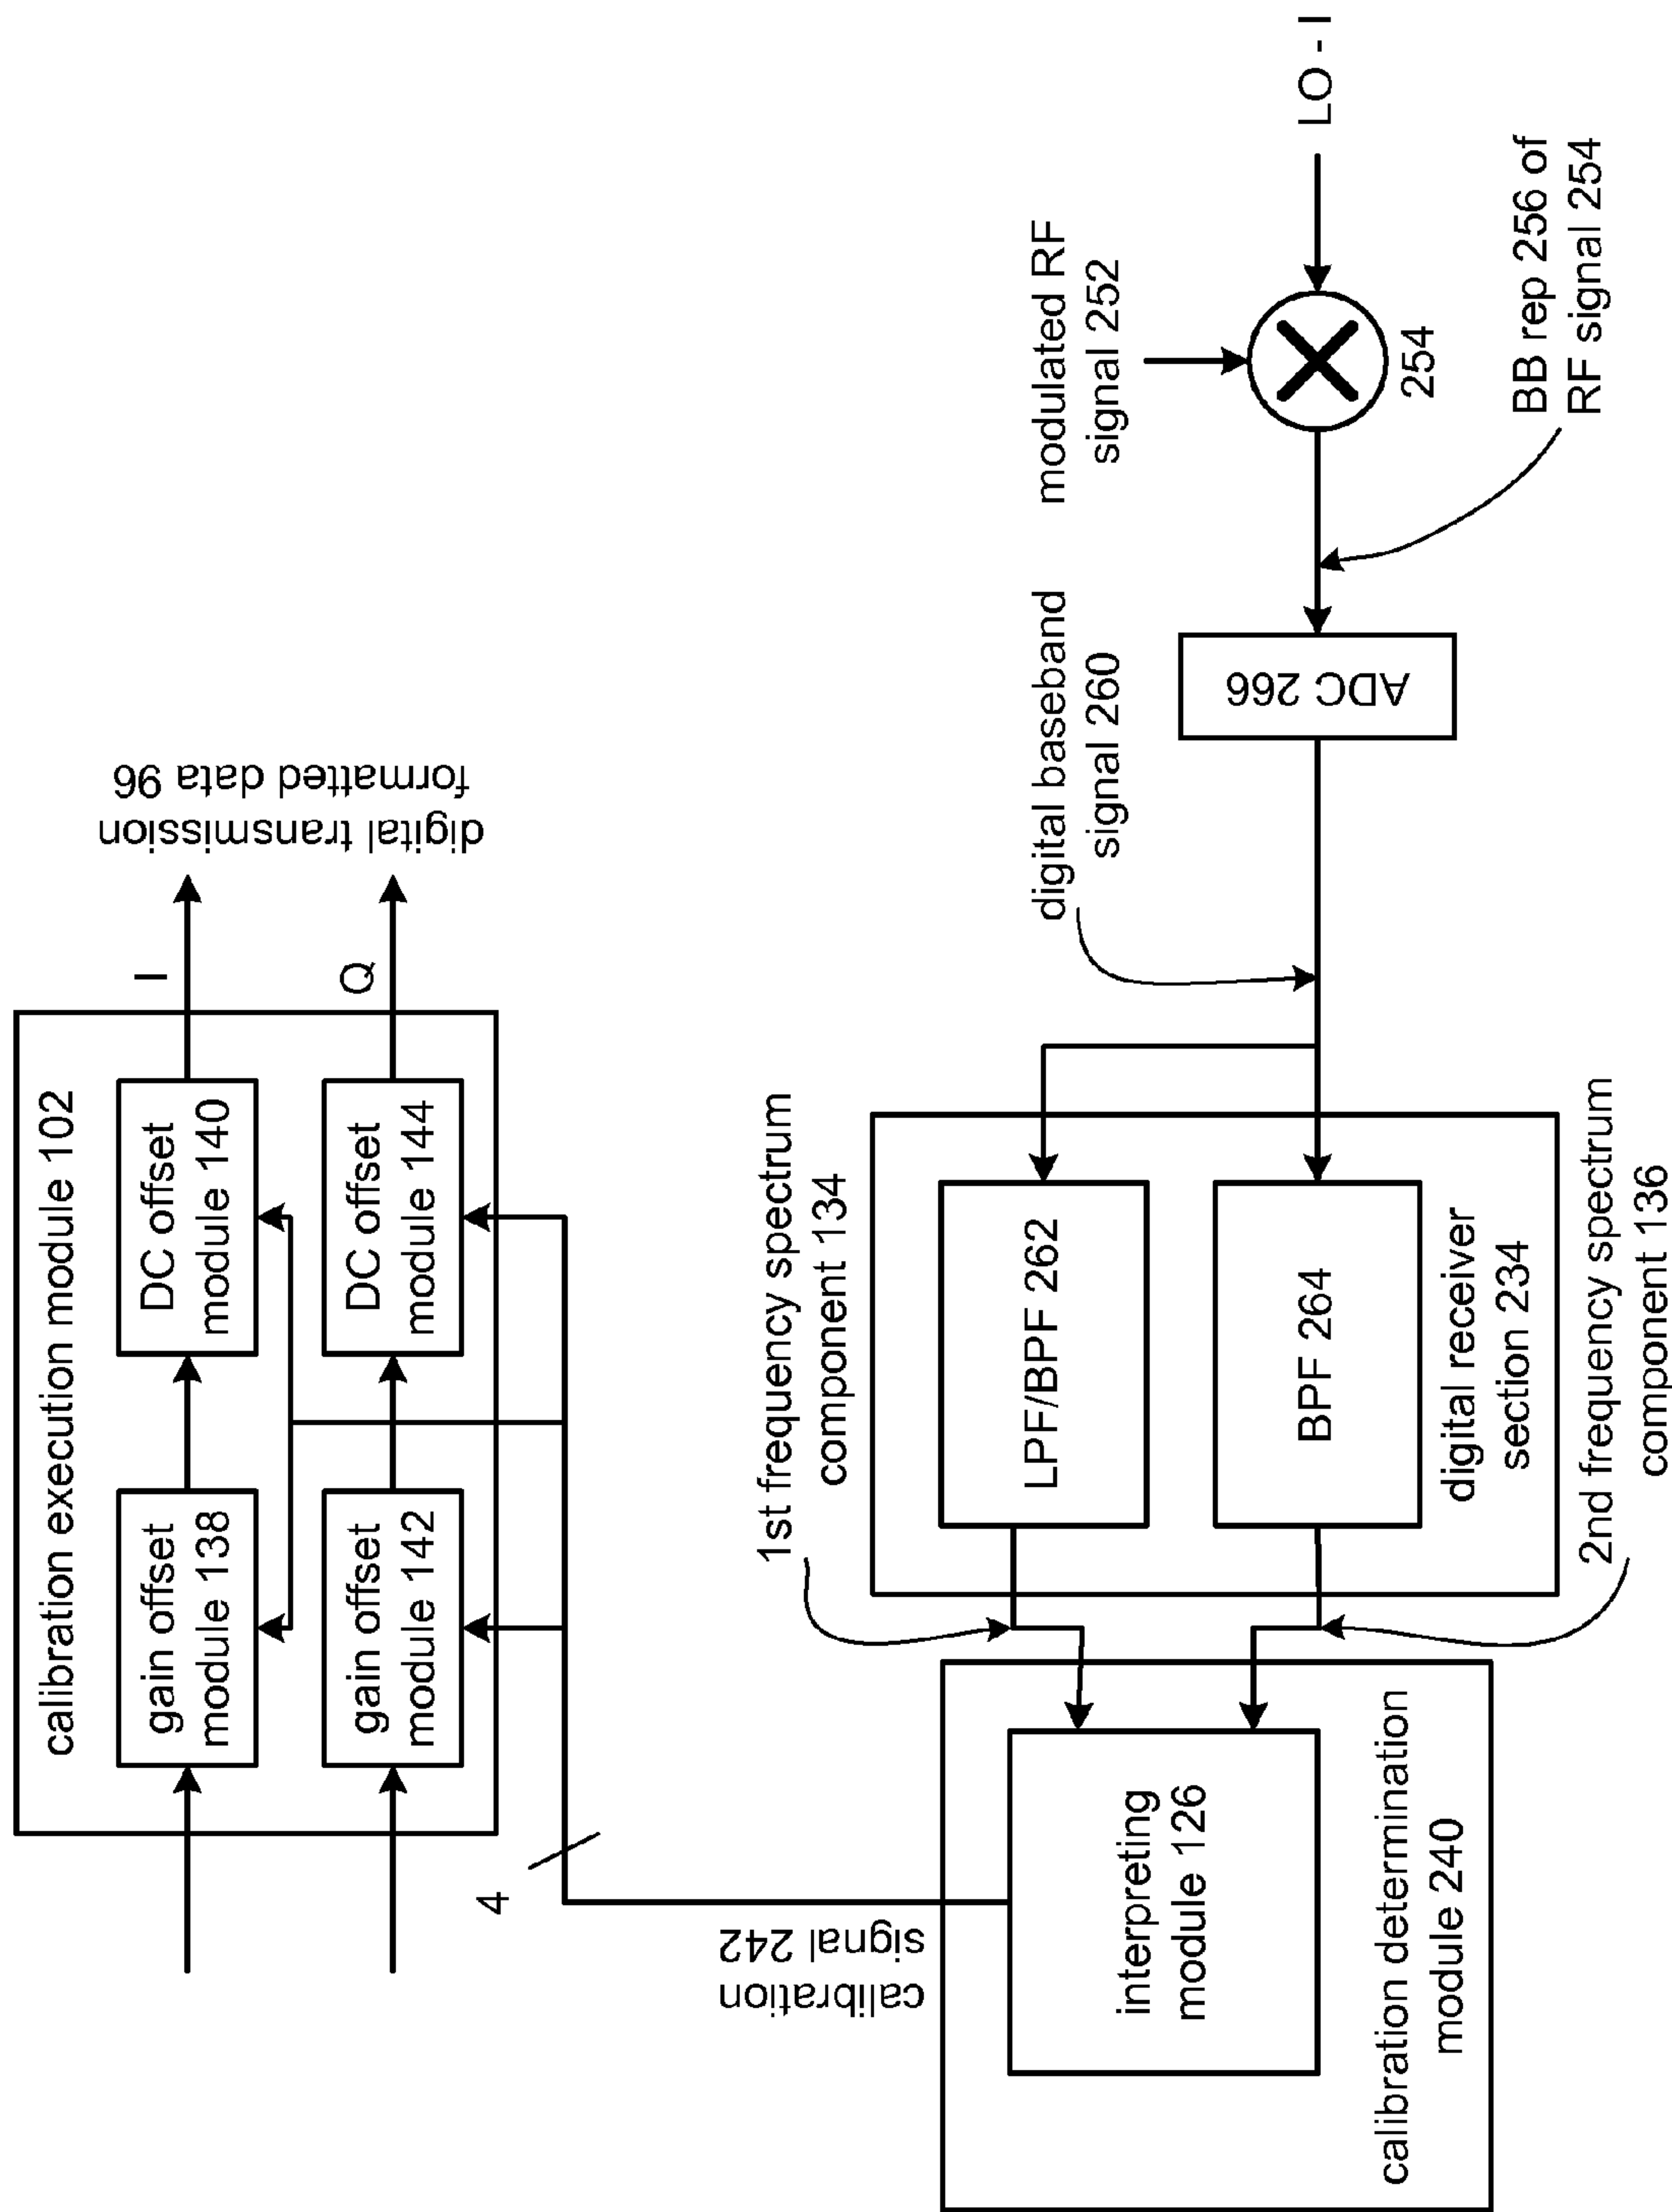 calibration execution module 102
gain offset
module 138
DC offset
module 140
gain offset
module 142
DC offset
module 144
I
Q
digital transmission
formatted data 96
4
calibration
signal 242
interpreting
module 126
calibration determination
module 240
1st frequency spectrum
component 134
LPF/BPF 262
BPF 264
digital receiver
section 234
2nd frequency spectrum
component 136
digital baseband
signal 260
ADC 266
modulated RF
signal 252
254
LO - I
BB rep 256 of
RF signal 254